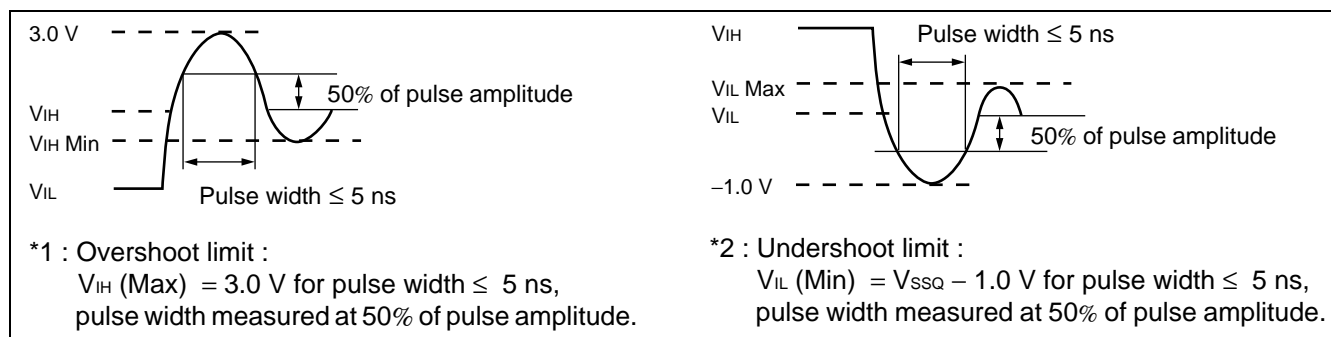 3.0 V
50% of pulse amplitude
VIH
VIH Min
VIL
Pulse width ≤ 5 ns
*1 : Overshoot limit :
VIH (Max) = 3.0 V for pulse width ≤ 5 ns,
pulse width measured at 50% of pulse amplitude.
VIH
Pulse width ≤ 5 ns
VIL Max
VIL
50% of pulse amplitude
−1.0 V
*2 : Undershoot limit :
VIL (Min) = VSSQ − 1.0 V for pulse width ≤ 5 ns,
pulse width measured at 50% of pulse amplitude.